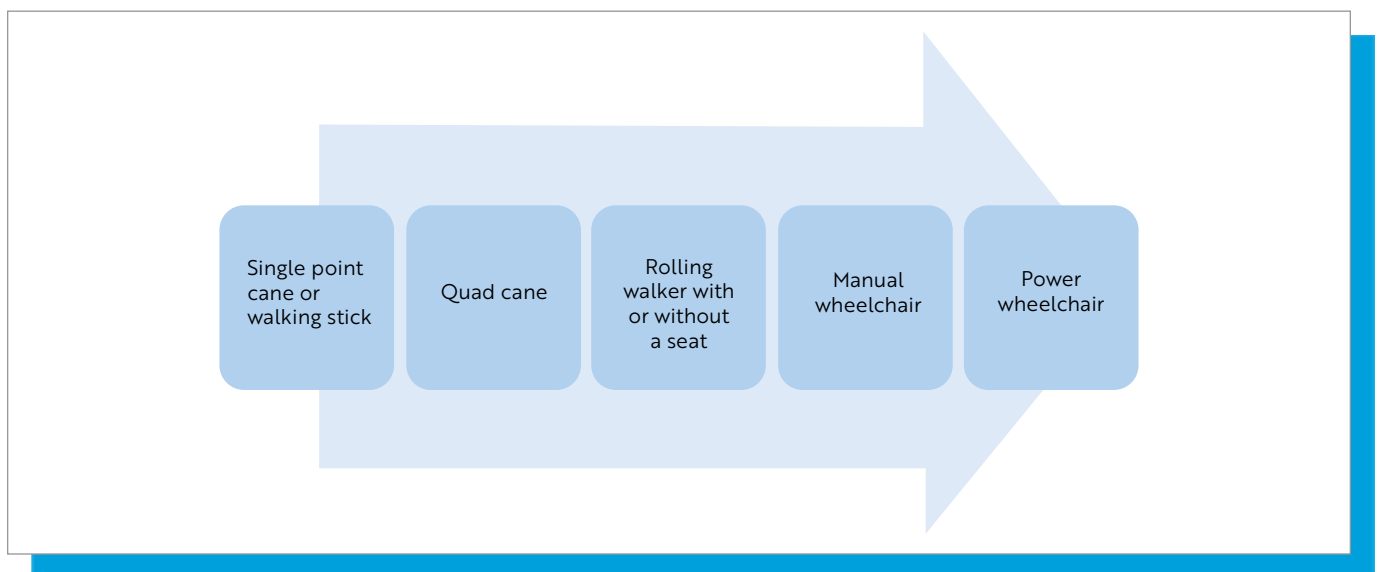 Single point
cane or
walking stick
Quad cane
Rolling
walker with
or without
a seat
Manual
wheelchair
Power
wheelchair